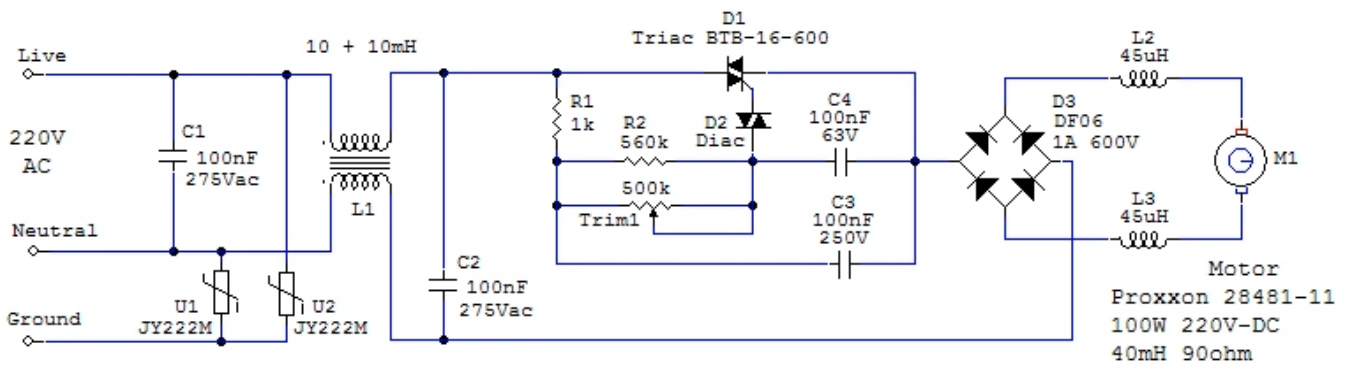 D1
Triac BTB-16-600
10 + 10mH
Live
L2
45uH
C1
100nF
275Vac
220V
AC
R1
1k
R2
560k
D2
Diac
C4
100nF
63V
D3
DF06
1A 600V
M1
L1
500k
Trim1
C3
100nF
250V
L3
45uH
Neutral
C2
100nF
275Vac
U1
JY222M
U2
JY222M
Ground
Motor
Proxxon 28481-11
100W 220V-DC
40mH 90ohm